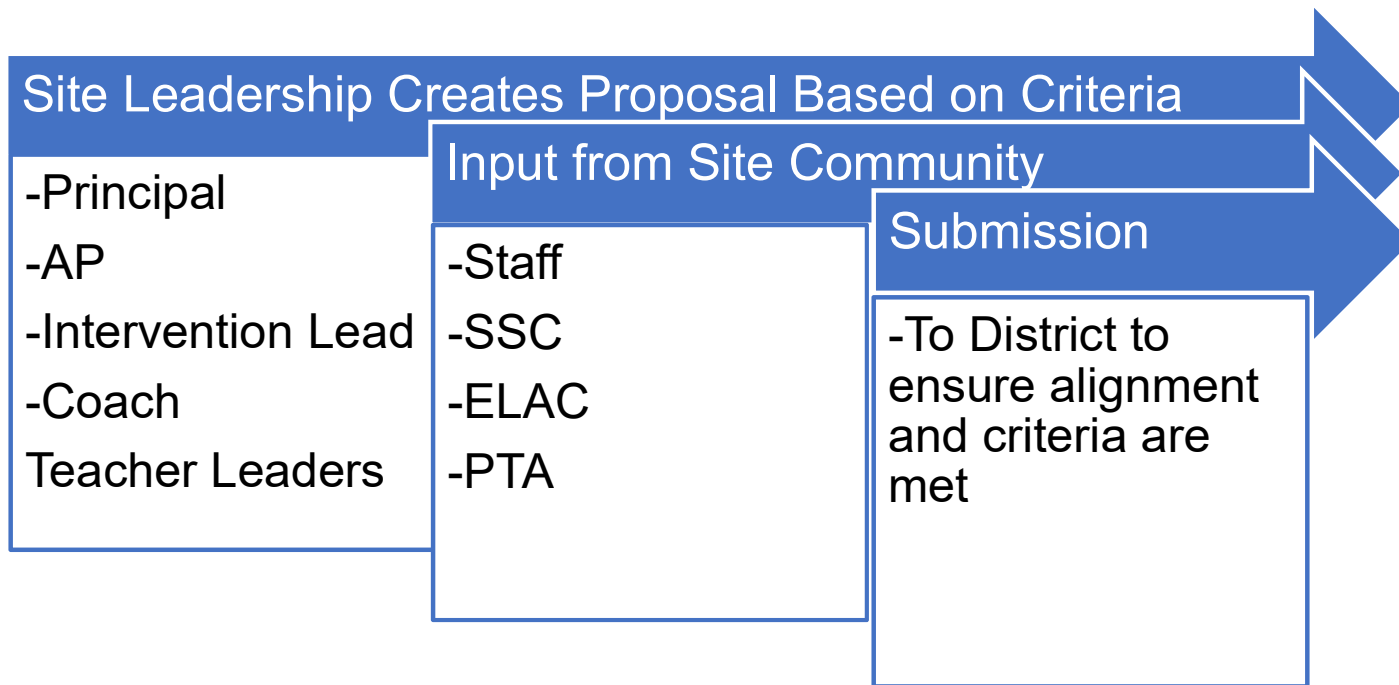 Site Leadership Creates Proposal Based on Criteria
-Principal
-AP
-Intervention Lead
-Coach
Teacher Leaders
Input from Site Community
-Staff
-SSC
-ELAC
-PTA
Submission
-To District to
ensure alignment
and criteria are
met